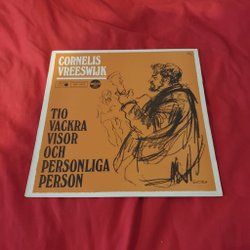 CORNELIS
VREESWIJK
TIO
VACKRA
VISOR
OCH
PERSONLIGA
PERSON